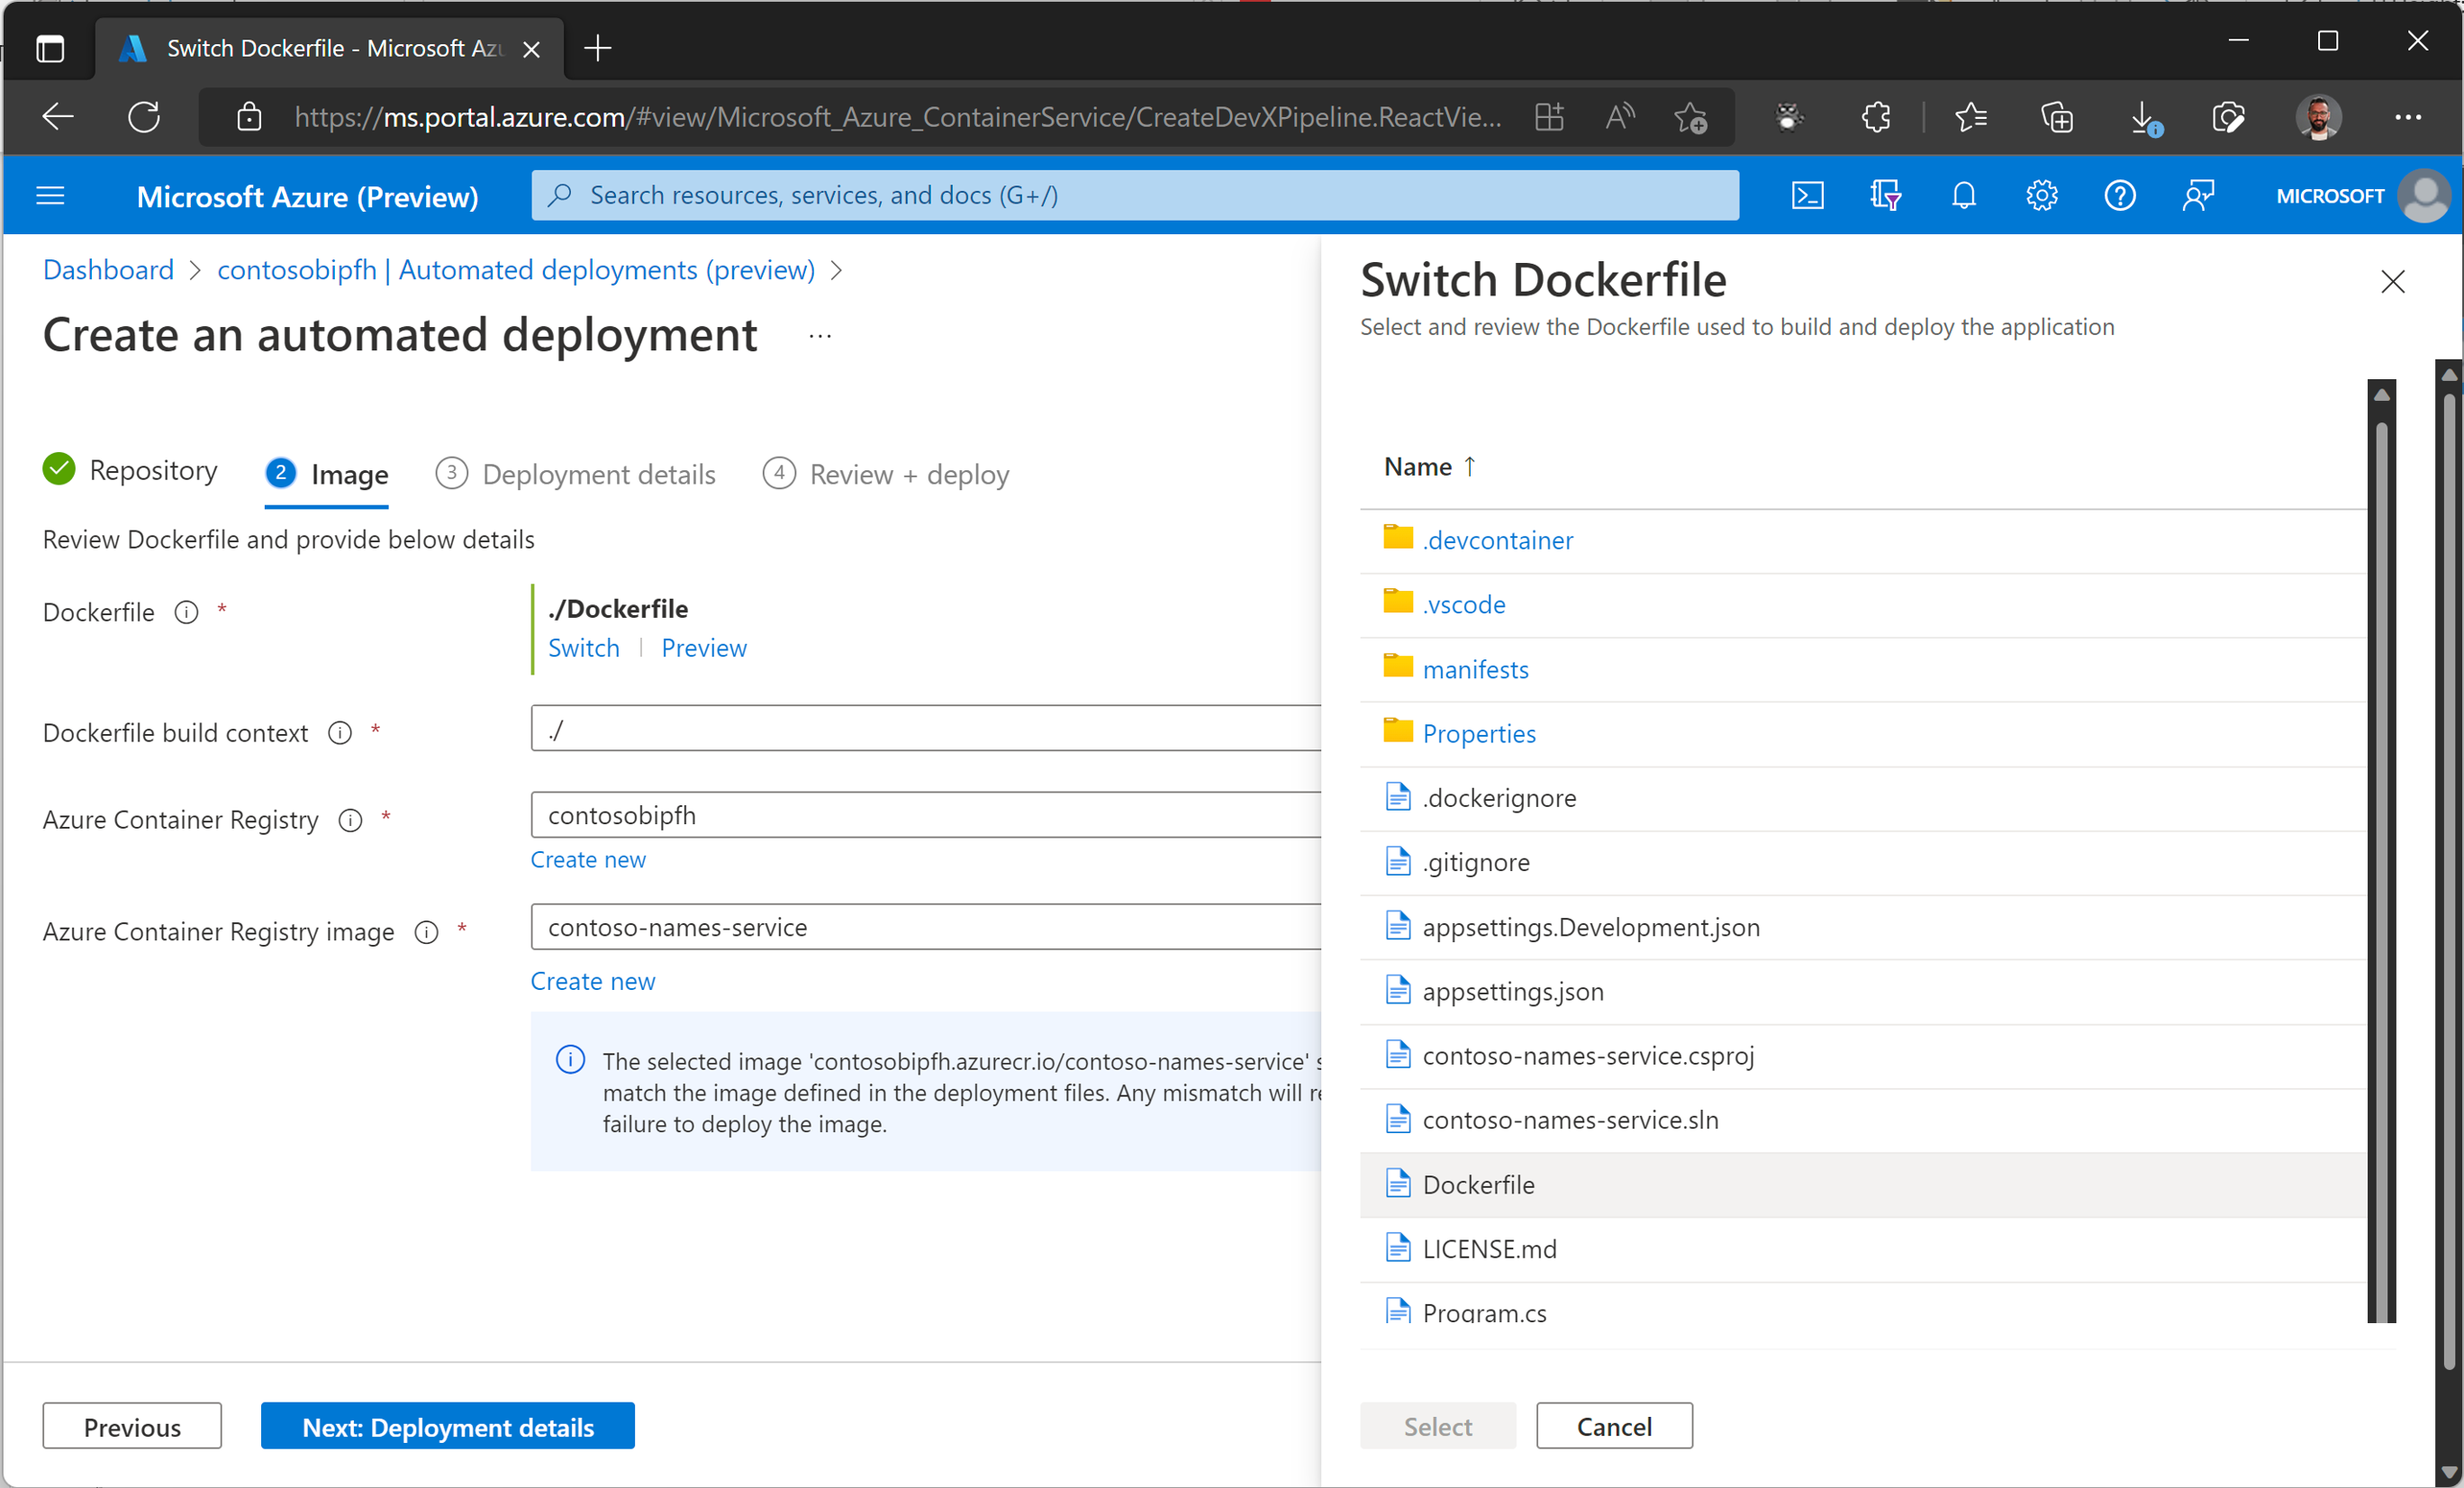 Switch Dockerfile - Microsoft Az
https://ms.portal.azure.com/#view/Microsoft_Azure_ContainerService/CreateDevXPipeline.ReactVie...
Microsoft Azure (Preview)
Search resources, services, and docs (G+/)
MICROSOFT
Dashboard > contosobipfh | Automated deployments (preview) >
Create an automated deployment ...
Repository
2 Image
3 Deployment details
4 Review + deploy
Review Dockerfile and provide below details
Dockerfile *
./Dockerfile
Switch | Preview
Dockerfile build context *
./
Azure Container Registry *
contosobipfh
Create new
Azure Container Registry image *
contoso-names-service
Create new
The selected image 'contosobipfh.azurecr.io/contoso-names-service'
match the image defined in the deployment files. Any mismatch will
failure to deploy the image.
Previous
Next: Deployment details
Switch Dockerfile
Select and review the Dockerfile used to build and deploy the application
Name ↑
.devcontainer
.vscode
manifests
Properties
.dockerignore
.gitignore
appsettings.Development.json
appsettings.json
contoso-names-service.csproj
contoso-names-service.sln
Dockerfile
LICENSE.md
Program.cs
Select
Cancel